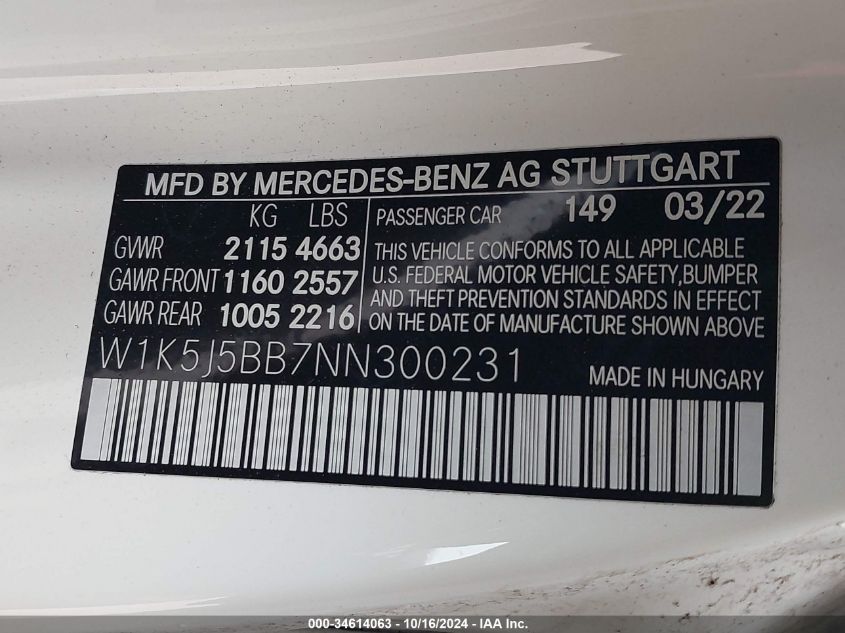 MFD BY MERCEDES-BENZ AG STUTTGART
KG LBS
GVWR 2115 4663
GAWR FRONT 1160 2557
GAWR REAR 1005 2216
PASSENGER CAR 149 03/22
THIS VEHICLE CONFORMS TO ALL APPLICABLE
U.S. FEDERAL MOTOR VEHICLE SAFETY,BUMPER
AND THEFT PREVENTION STANDARDS IN EFFECT
ON THE DATE OF MANUFACTURE SHOWN ABOVE
W1K5J5BB7NN300231
MADE IN HUNGARY
000-34614063 - 10/16/2024 - IAA Inc.